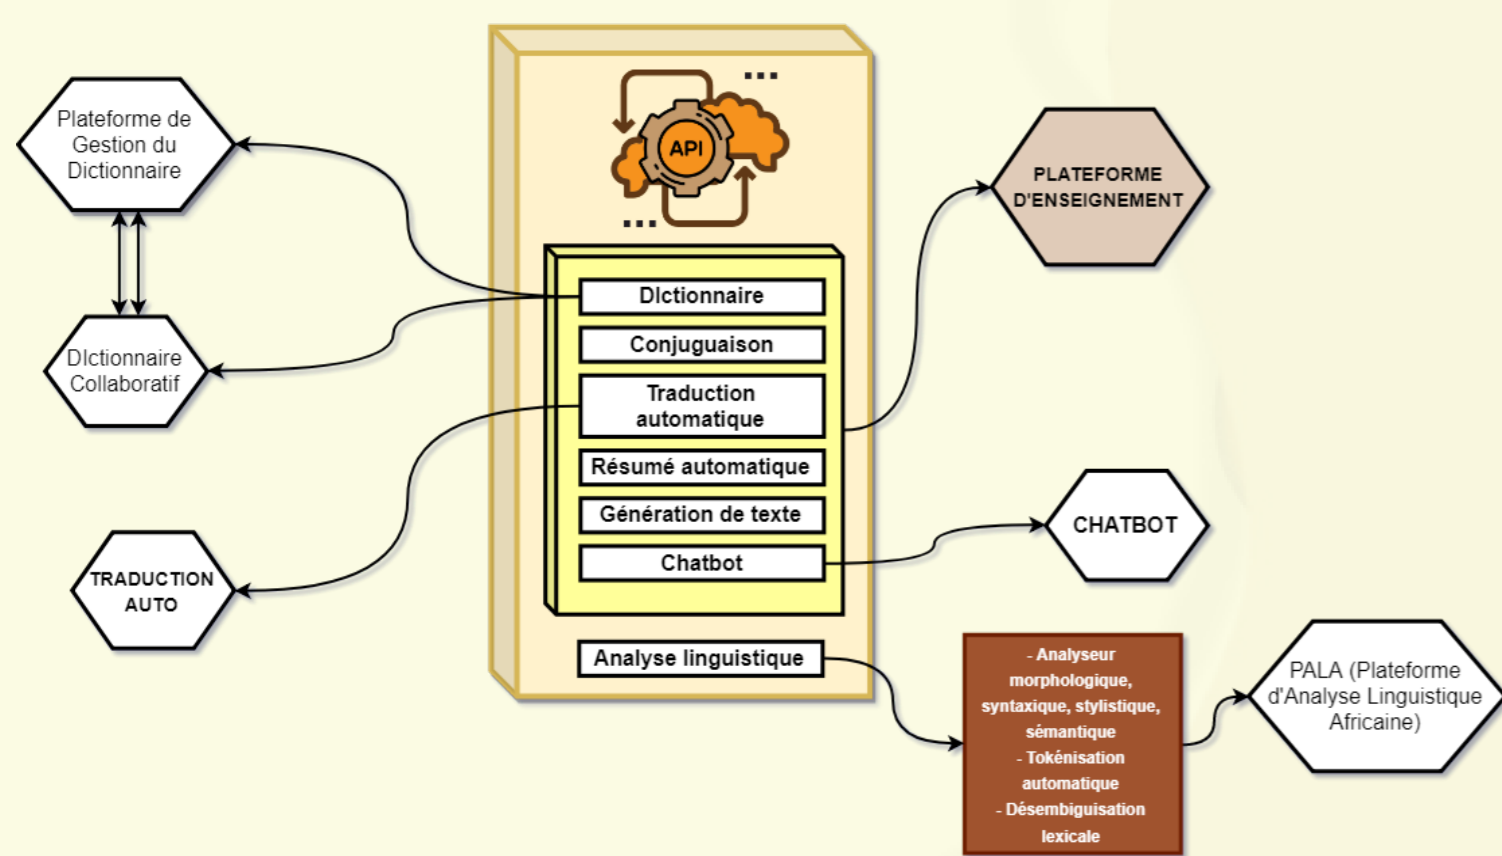 Plateforme de
Gestion du
Dictionnaire
DIctionnaire
Collaboratif
TRADUCTION
AUTO
...
API
...
DIctionnaire
Conjuguaison
Traduction
automatique
Résumé automatique
Génération de texte
Chatbot
Analyse linguistique
PLATEFORME
D'ENSEIGNEMENT
CHATBOT
- Analyseur
morphologique,
syntaxique, stylistique,
sémantique
- Tokénisation
automatique
- Désembiguisation
lexicale
PALA (Plateforme
d'Analyse Linguistique
Africaine)